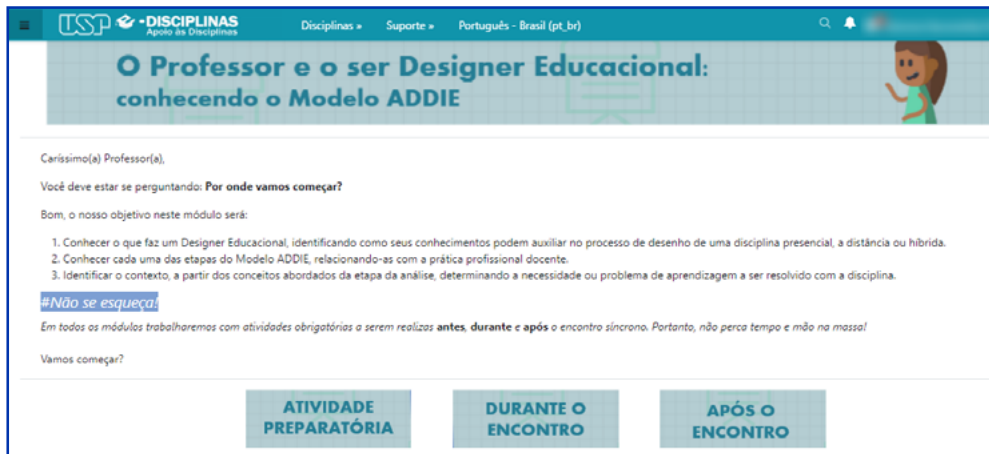 USP e-DISCIPLINAS
Apoio às Disciplinas
Disciplinas » Suporte » Português - Brasil (pt_br)
O Professor e o ser Designer Educacional:
conhecendo o Modelo ADDIE
Caríssimo(a) Professor(a),
Você deve estar se perguntando: Por onde vamos começar?
Bom, o nosso objetivo neste módulo será:
1. Conhecer o que faz um Designer Educacional, identificando como seus conhecimentos podem auxiliar no processo de desenho de uma disciplina presencial, a distância ou híbrida.
2. Conhecer cada uma das etapas do Modelo ADDIE, relacionando-as com a prática profissional docente.
3. Identificar o contexto, a partir dos conceitos abordados da etapa da análise, determinando a necessidade ou problema de aprendizagem a ser resolvido com a disciplina.
#Não se esqueça!
Em todos os módulos trabalharemos com atividades obrigatórias a serem realizas antes, durante e após o encontro síncrono. Portanto, não perca tempo e mão na massa!
Vamos começar?
ATIVIDADE
PREPARATÓRIA
DURANTE O
ENCONTRO
APÓS O
ENCONTRO